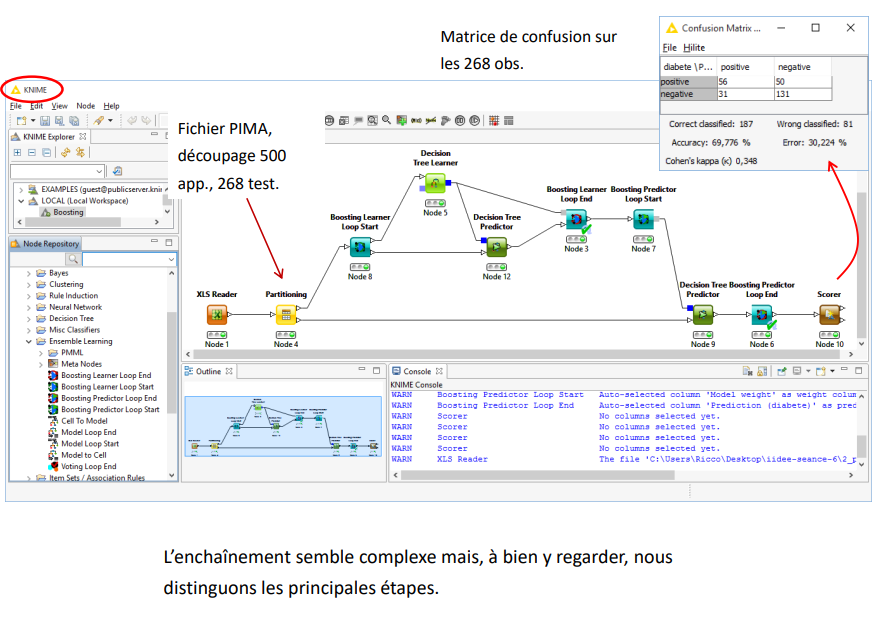 Matrice de confusion sur
les 268 obs.
Confusion Matrix ...
File Hilite
diabete \ P... positive negative
positive 56 50
negative 31 131
Correct classified: 187 Wrong classified: 81
Accuracy: 69,776 % Error: 30,224 %
Cohen's kappa (κ) 0,348
KNIME
File Edit View Node Help
KNIME Explorer
EXAMPLES (guest@publicserver.knim
LOCAL (Local Workspace)
Boosting
Node Repository
Bayes
Clustering
Rule Induction
Neural Network
Decision Tree
Misc Classifiers
Ensemble Learning
PMML
Meta Nodes
Boosting Learner Loop End
Boosting Learner Loop Start
Boosting Predictor Loop End
Boosting Predictor Loop Start
Cell To Model
Model Loop End
Model Loop Start
Model to Cell
Voting Loop End
Item Sets / Association Rules
Fichier PIMA,
découpage 500
app., 268 test.
XLS Reader
Node 1
Partitioning
Node 4
Boosting Learner
Loop Start
Node 8
Decision
Tree Learner
Node 5
Decision Tree
Predictor
Node 12
Boosting Learner
Loop End
Node 3
Boosting Predictor
Loop Start
Node 7
Decision Tree
Predictor
Node 9
Boosting Predictor
Loop End
Node 6
Scorer
Node 10
Outline
Console
KNIME Console
WARN Boosting Predictor Loop Start Auto-selected column 'Model weight' as weight colum
WARN Boosting Predictor Loop End Auto-selected column 'Prediction (diabete)' as pred
WARN Scorer No columns selected yet.
WARN Scorer No columns selected yet.
WARN Scorer No columns selected yet.
WARN Scorer No columns selected yet.
WARN XLS Reader The file 'C:\Users\Ricco\Desktop\iidee-seance-6\2_p
L'enchaînement semble complexe mais, à bien y regarder, nous
distinguons les principales étapes.